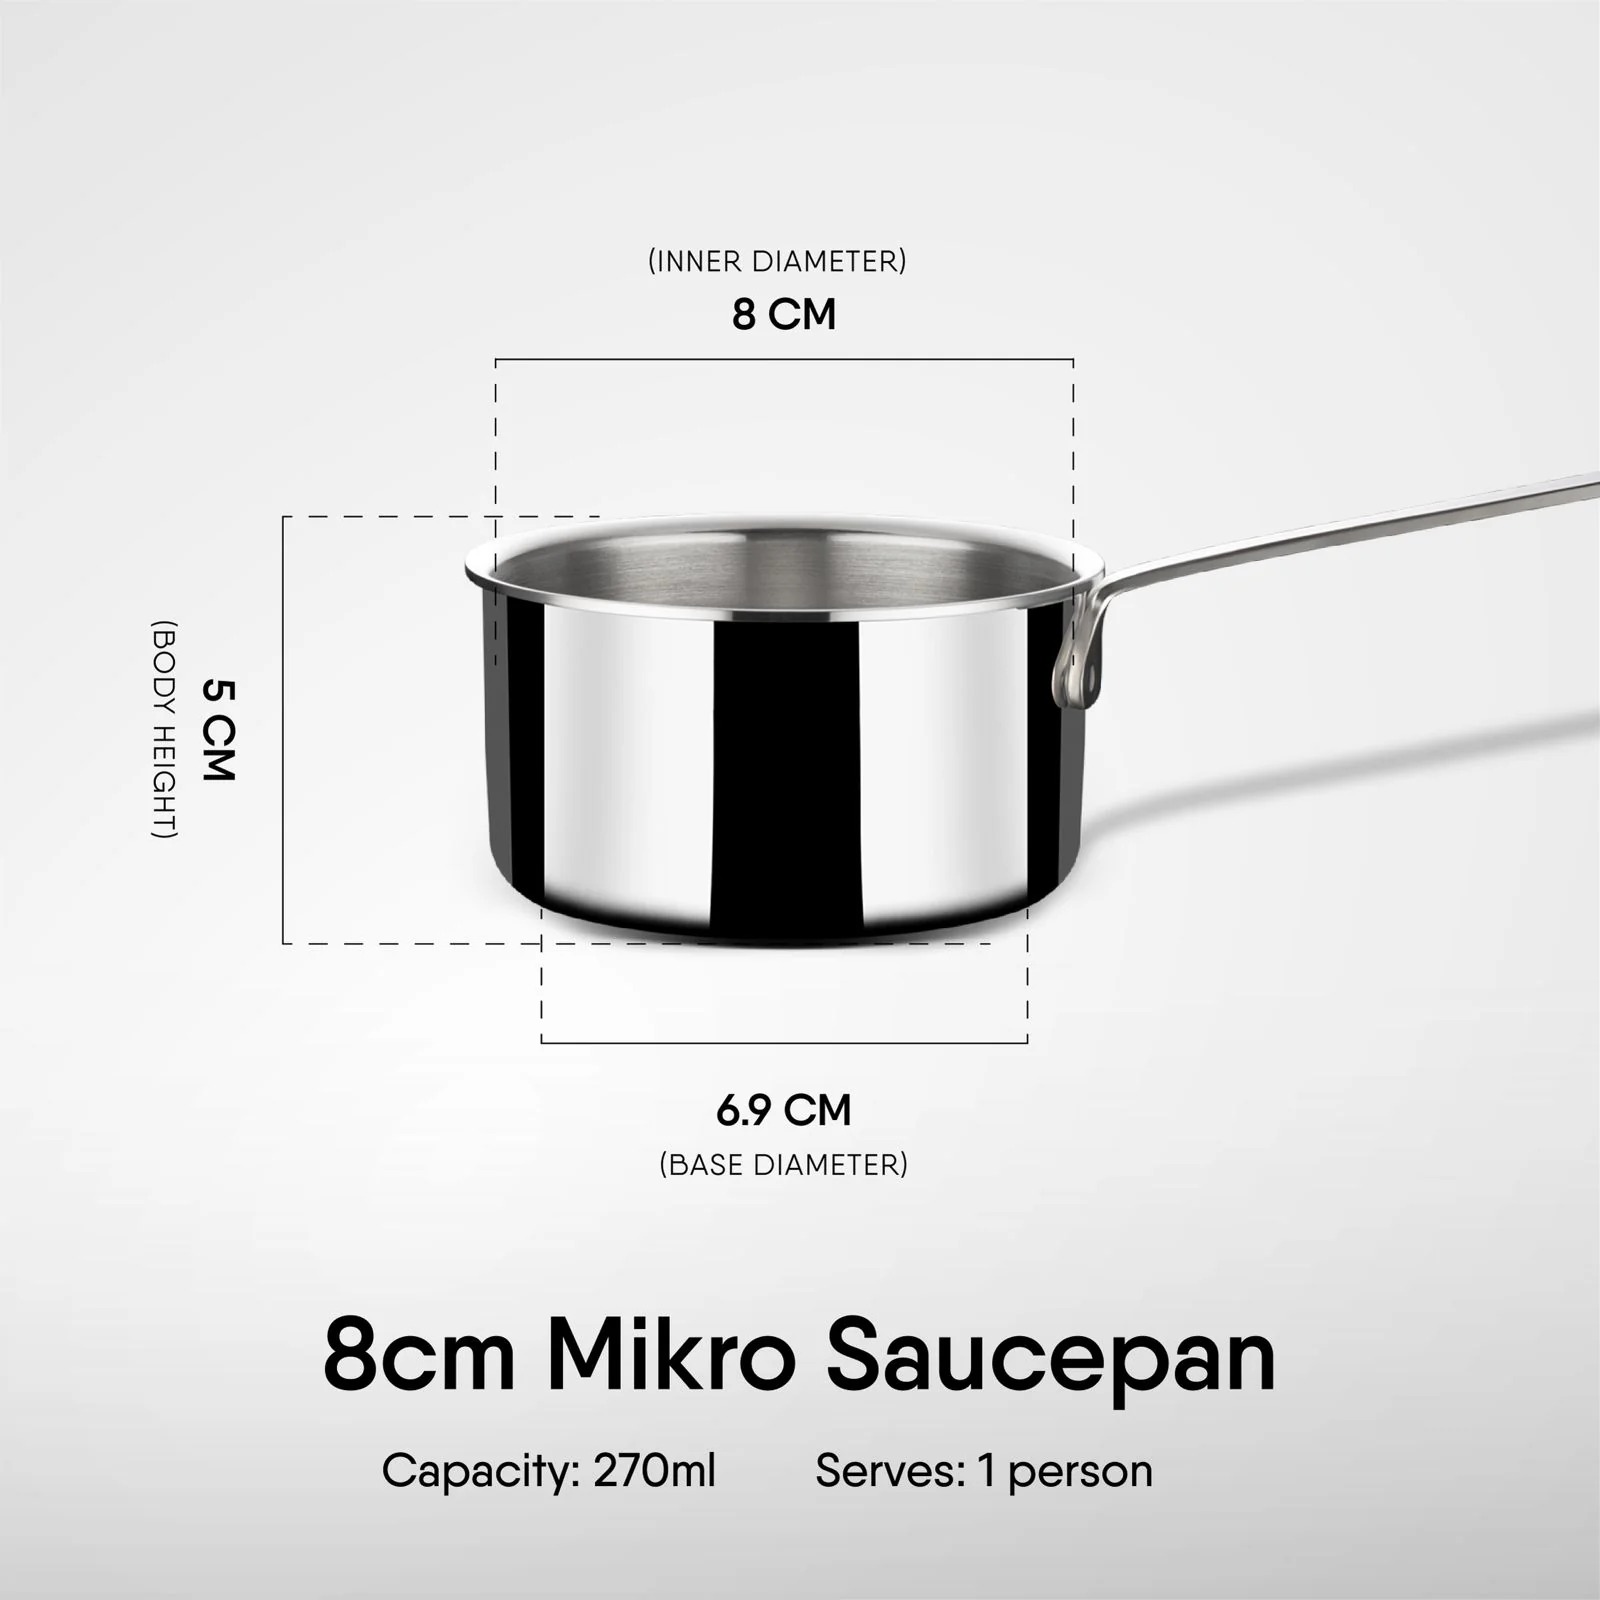 (INNER DIAMETER)
8 CM
5 CM
(BODY HEIGHT)
6.9 CM
(BASE DIAMETER)
8cm Mikro Saucepan
Capacity: 270ml
Serves: 1 person